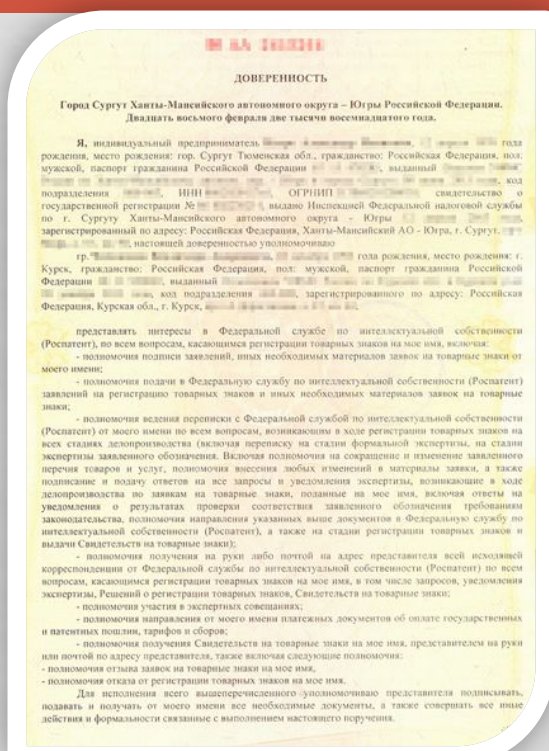 ДОВЕРЕННОСТЬ
Город Сургут Ханты-Мансийского автономного округа – Югры Российской Федерации.
Двадцать восьмого февраля две тысячи восемнадцатого года.
Я, индивидуальный предприниматель года
рождения, место рождения: гор. Сургут Тюменская обл., гражданство: Российская Федерация, пол:
мужской, паспорт гражданина Российской Федерации выданный код
подразделения ИНН ОГРНИП свидетельство о
государственной регистрации № выдано Инспекцией Федеральной налоговой службы
по г. Сургуту Ханты-Мансийского автономного округа - Югры
зарегистрированный по адресу: Российская Федерация, Ханты-Мансийский АО - Югра, г. Сургут,
настоящей доверенностью уполномочиваю
гр. года рождения, место рождения: г.
Курск, гражданство: Российская Федерация, пол: мужской, паспорт гражданина Российской
Федерации выданный
код подразделения зарегистрированного по адресу: Российская
Федерация, Курская обл., г. Курск,
представлять интересы в Федеральной службе по интеллектуальной собственности
(Роспатент), по всем вопросам, касающимся регистрации товарных знаков на мое имя, включая:
- полномочия подписи заявлений, иных необходимых материалов заявок на товарные знаки от
моего имени;
- полномочия подачи в Федеральную службу по интеллектуальной собственности (Роспатент)
заявлений на регистрацию товарных знаков и иных необходимых материалов заявок на товарные
знаки;
- полномочия ведения переписки с Федеральной службой по интеллектуальной собственности
(Роспатент) от моего имени по всем вопросам, возникающим в ходе регистрации товарных знаков на
всех стадиях делопроизводства (включая переписку на стадии формальной экспертизы, на стадии
экспертизы заявленного обозначения. Включая полномочия на сокращение и изменение заявленного
перечня товаров и услуг, полномочия внесения любых изменений в материалы заявки, а также
подписание и подачу ответов на все запросы и уведомления экспертизы, возникающие в ходе
делопроизводства по заявкам на товарные знаки, поданные на мое имя, включая ответы на
уведомления о результатах проверки соответствия заявленного обозначения требованиям
законодательства, полномочия направления указанных выше документов в Федеральную службу по
интеллектуальной собственности (Роспатент), а также на стадии регистрации товарных знаков и
выдачи Свидетельств на товарные знаки);
- полномочия получения на руки либо почтой на адрес представителя всей исходящей
корреспонденции от Федеральной службы по интеллектуальной собственности (Роспатент) по всем
вопросам, касающимся регистрации товарных знаков на мое имя, в том числе запросов, уведомления
экспертизы, Решений о регистрации товарных знаков, Свидетельств на товарные знаки;
- полномочия участия в экспертных совещаниях;
- полномочия направления от моего имени платежных документов об оплате государственных
и патентных пошлин, тарифов и сборов;
- полномочия получения Свидетельств на товарные знаки на мое имя, представителем на руки
или почтой по адресу представителя, также включая следующие полномочия:
- полномочия отзыва заявок на товарные знаки на мое имя,
- полномочия отказа от регистрации товарных знаков на мое имя.
Для исполнения всего вышеперечисленного уполномочиваю представителя подписывать,
подавать и получать от моего имени все необходимые документы, а также совершать все иные
действия и формальности связанные с выполнением настоящего поручения.